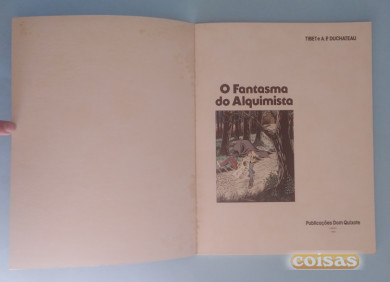 TIBET e A.P. DUCHATEAU
O Fantasma
do Alquimista
Publicações Dom Quixote
coisas